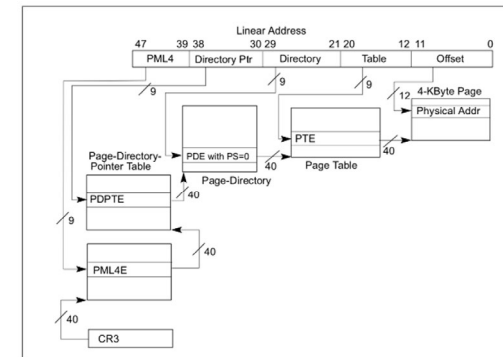 Linear Address
47 39 38 30 29 21 20 12 11 0
PML4 Directory Ptr Directory Table Offset
9 9 9 12 4-KByte Page
Physical Addr
PTE
PDE with PS=0 40 40
Page-Directory-
Pointer Table
40 Page Table
Page-Directory
PDPTE 40
9
40
PML4E
40
CR3